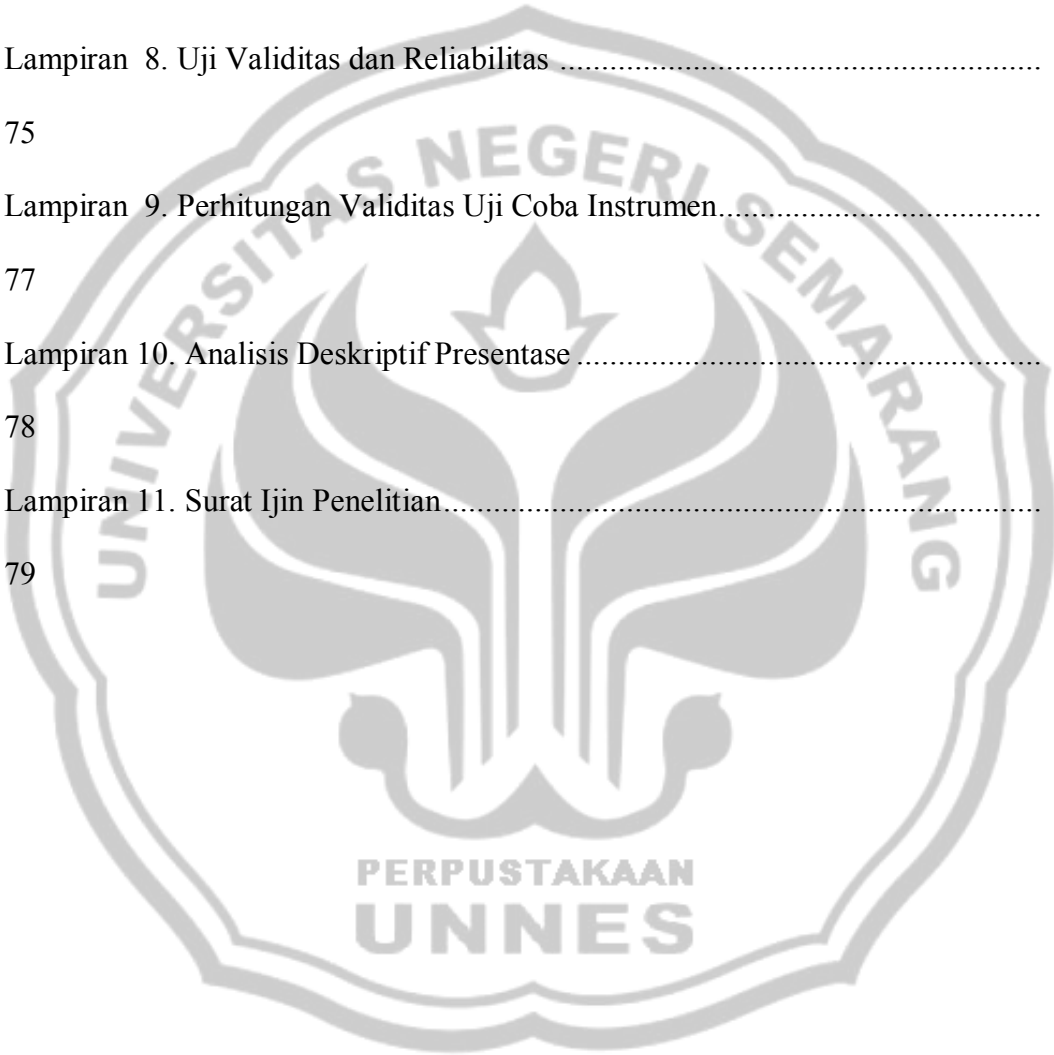 Lampiran  8. Uji Validitas dan Reliabilitas ..........................................................
75
Lampiran  9. Perhitungan Validitas Uji Coba Instrumen.......................................
77
Lampiran 10. Analisis Deskriptif Presentase ........................................................
78
Lampiran 11. Surat Ijin Penelitian........................................................................
79
UNIVERSITAS NEGERI SEMARANG
PERPUSTAKAAN
UNNES